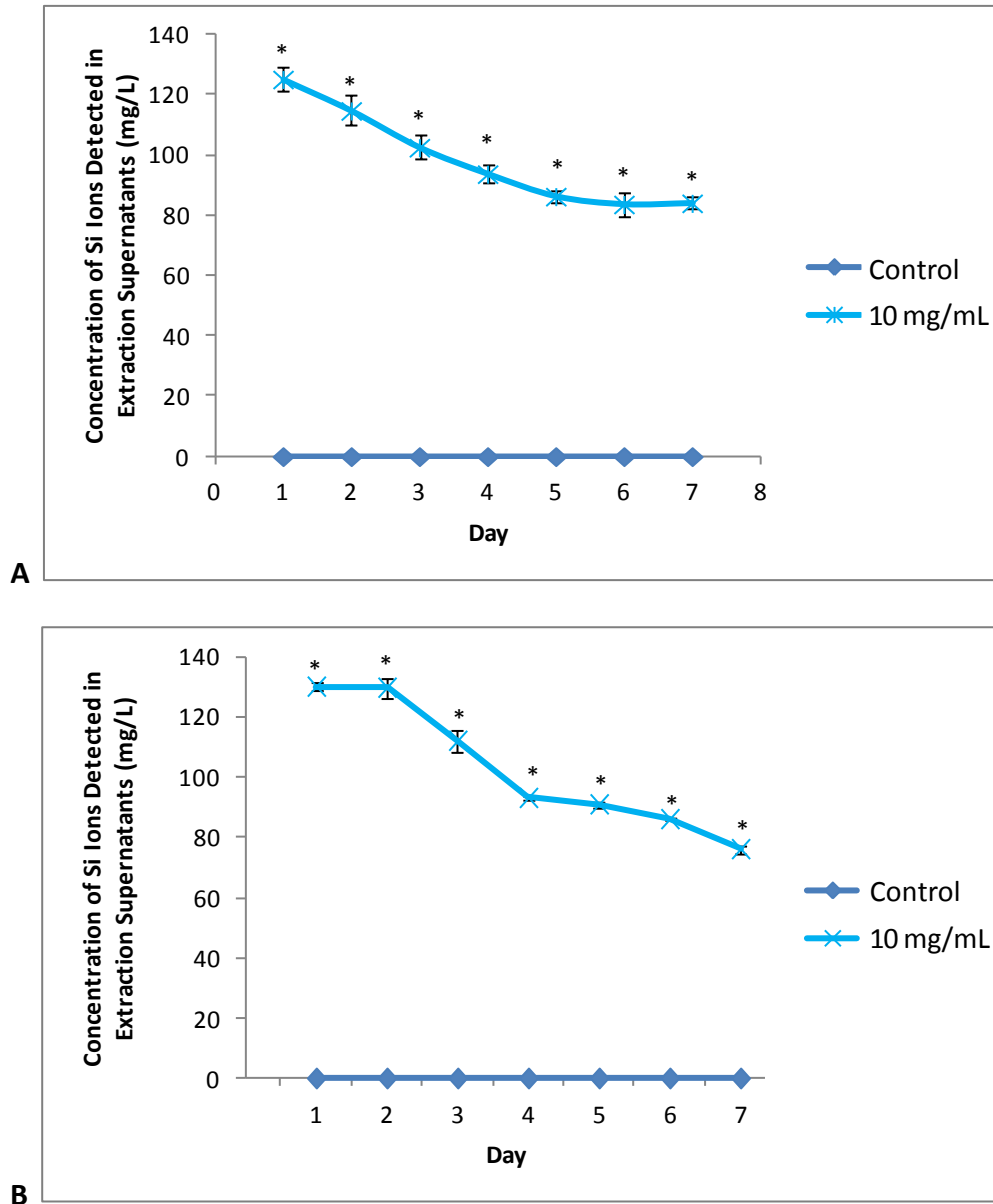 Concentration of Si Ions Detected in
Extraction Supernatants (mg/L)
140
120
100
80
60
40
20
0
* * * * * * *
0 1 2 3 4 5 6 7 8
Day
Control
10 mg/mL
A
Concentration of Si Ions Detected in
Extraction Supernatants (mg/L)
140
120
100
80
60
40
20
0
* * * * * * *
1 2 3 4 5 6 7
Day
Control
10 mg/mL
B